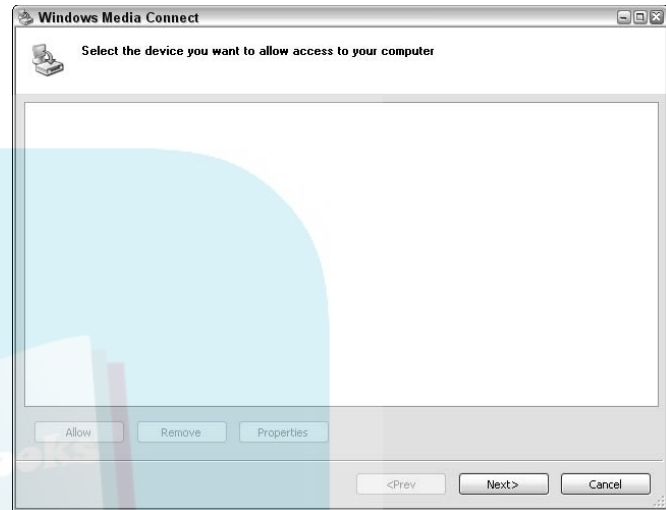 Windows Media Connect
Select the device you want to allow access to your computer
Allow Remove Properties
ooks
<Prev Next> Cancel